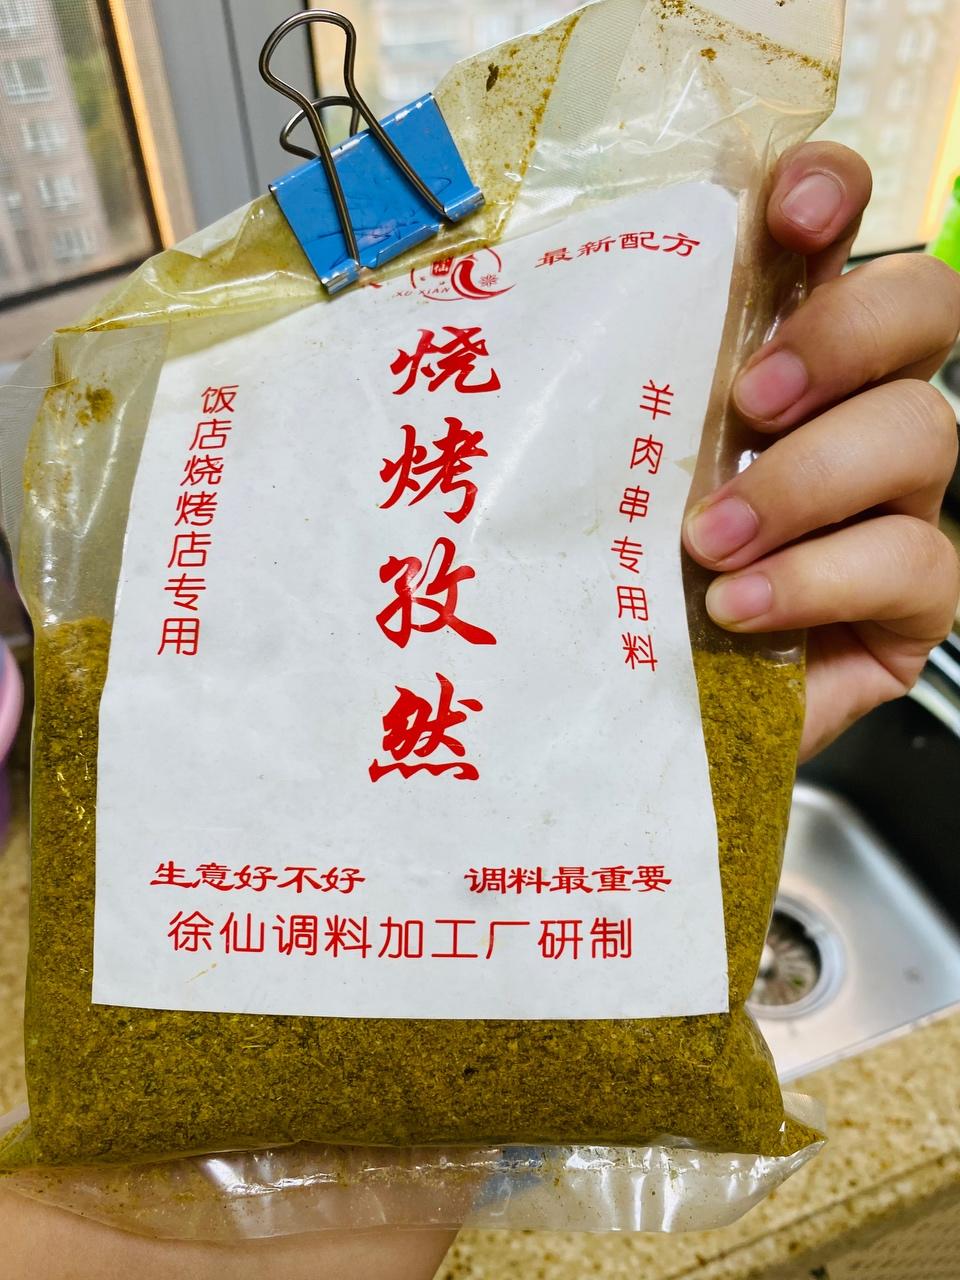 XU XIAN
最新配方
烧烤孜然
饭店烧烤店专用
羊肉串专用料
生意好不好 调料最重要
徐仙调料加工厂研制